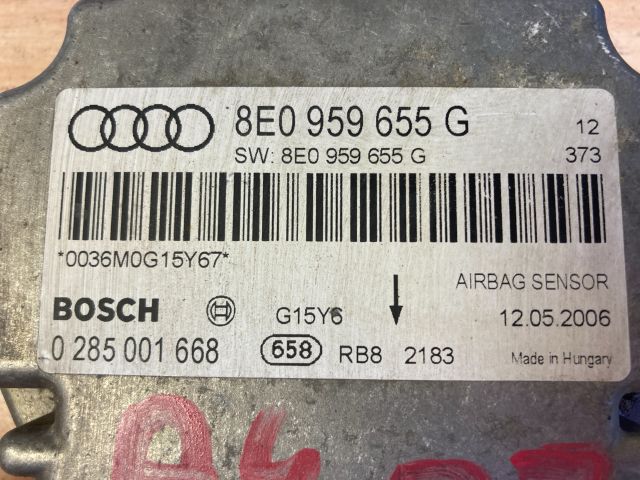 8E0 959 655 G 12
SW: 8E0 959 655 G 373
*0036M0G15Y67*
AIRBAG SENSOR
BOSCH G15Y6 12.05.2006
0 285 001 668 658 RB8 2183 Made in Hungary
A4